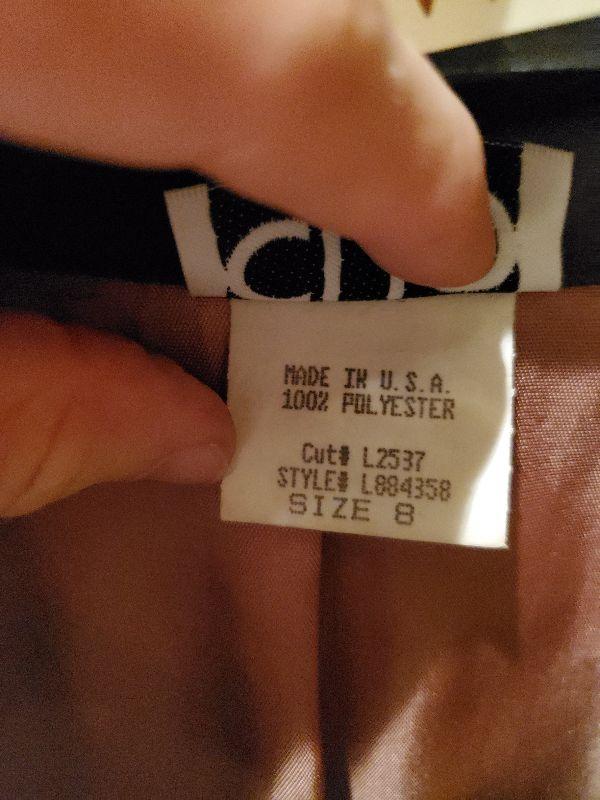 MADE IN U.S.A.
100% POLYESTER
Cut# L2537
STYLE# L884358
SIZE 8